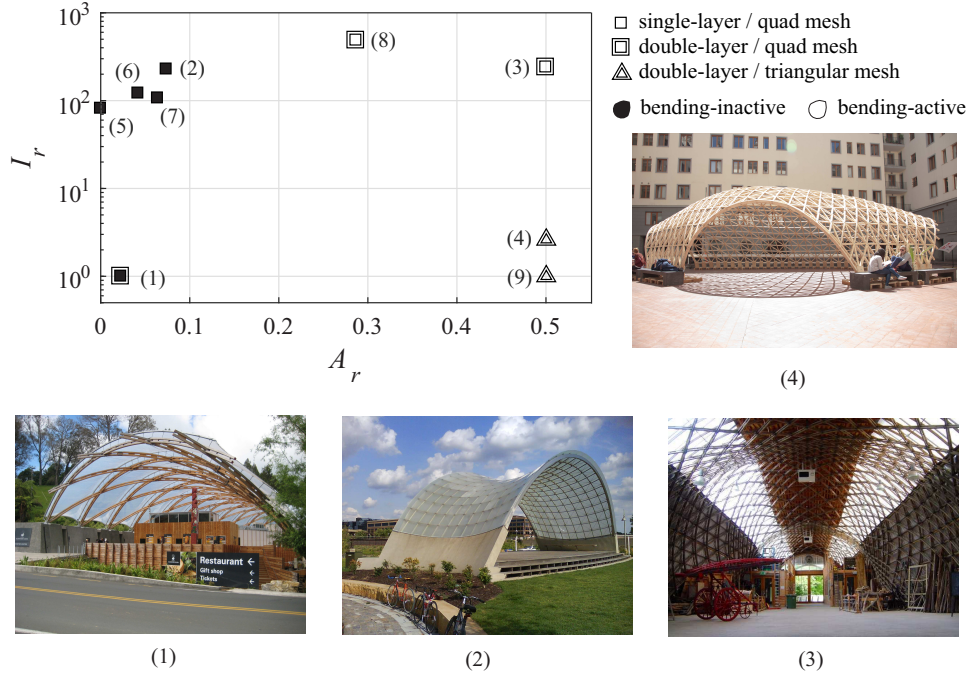 10³
10²
10¹
10⁰
I_r
(8)
(3)
(2)
(6)
(7)
(5)
(4)
(9)
(1)
0 0.1 0.2 0.3 0.4 0.5
A_r
single-layer / quad mesh
double-layer / quad mesh
double-layer / triangular mesh
bending-inactive bending-active
(4)
Restaurant ←
Gift shop ←
Tickets ←
(1)
(2)
(3)